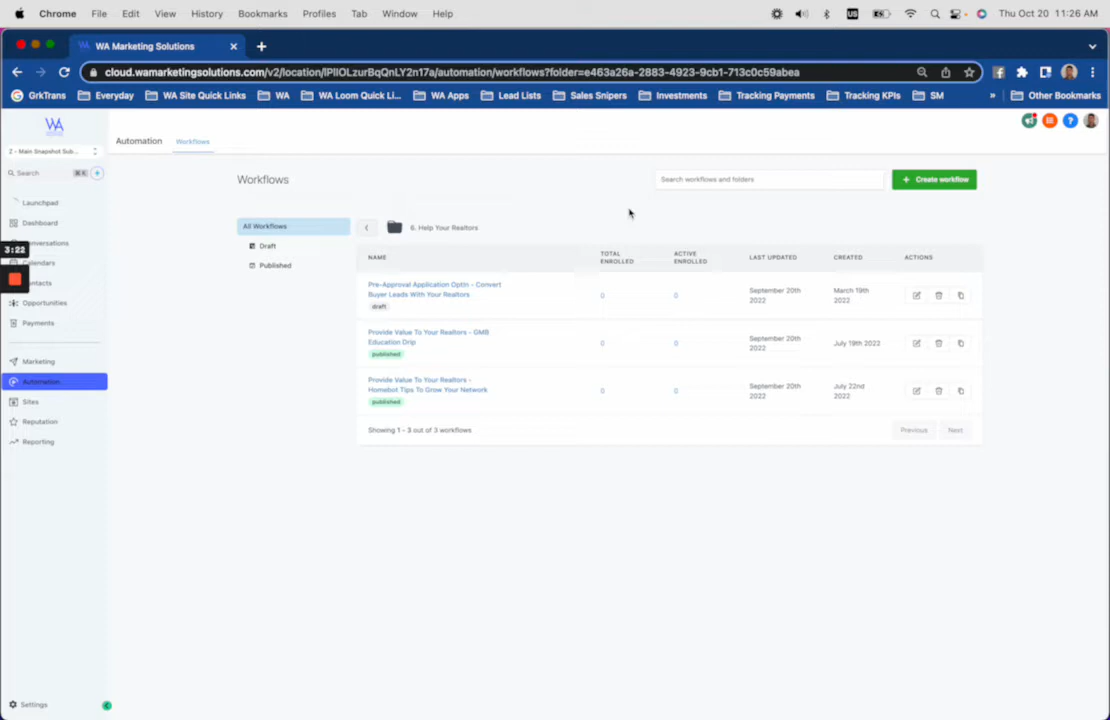 Chrome File Edit View History Bookmarks Profiles Tab Window Help US Thu Oct 20 11:26 AM
WA Marketing Solutions
cloud.wamarketingsolutions.com/v2/location/lPIlOLzurBqQnLY2n17a/automation/workflows?folder=e463a26a-2883-4923-9cb1-713c0c59abea
GrkTrans Everyday WA Site Quick Links WA WA Loom Quick Li... WA Apps Lead Lists Sales Snipers Investments Tracking Payments Tracking KPIs SM » Other Bookmarks
WA
Automation Workflows
2 - Main Snapshot Sub...
Search ⌘K +
Launchpad
Dashboard
onversations
3:22
Calendars
ontacts
Opportunities
Payments
Marketing
Automation
Sites
Reputation
Reporting
Settings
Workflows
Search workflows and folders
+ Create workflow
All Workflows
Draft
Published
6. Help Your Realtors
NAME
TOTAL
ENROLLED
ACTIVE
ENROLLED
LAST UPDATED
CREATED
ACTIONS
Pre-Approval Application OptIn - Convert
Buyer Leads With Your Realtors
draft
0
0
September 20th
2022
March 19th
2022
Provide Value To Your Realtors - GMB
Education Drip
published
0
0
September 20th
2022
July 19th 2022
Provide Value To Your Realtors -
Homebot Tips To Grow Your Network
published
0
0
September 20th
2022
July 22nd
2022
Showing 1 - 3 out of 3 workflows
Previous
Next